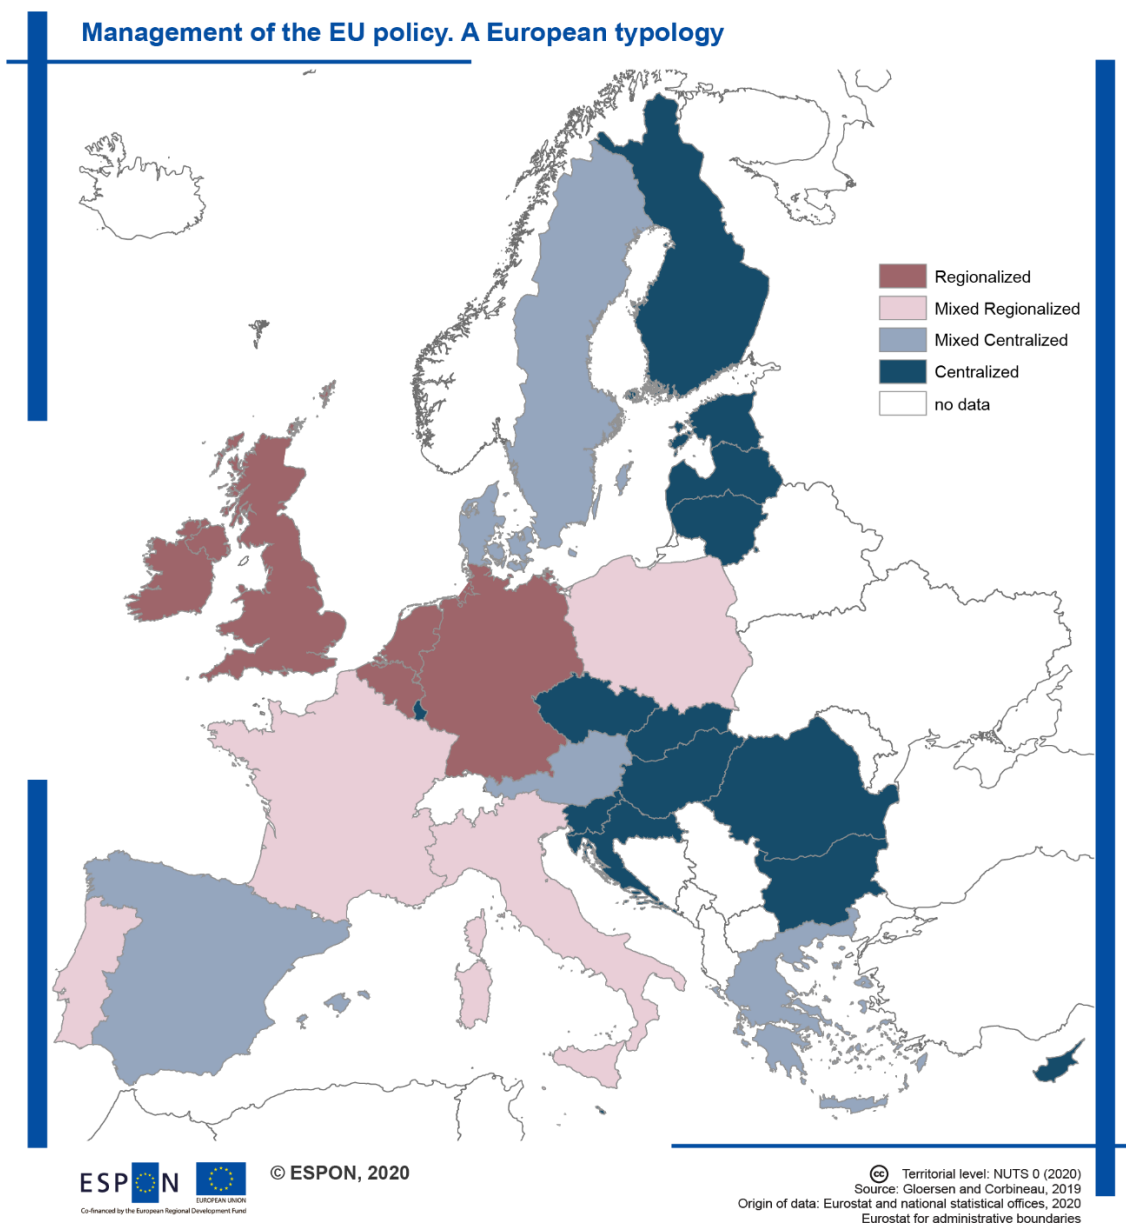 Management of the EU policy. A European typology
Regionalized
Mixed Regionalized
Mixed Centralized
Centralized
no data
ESPON
EUROPEAN UNION
Co-financed by the European Regional Development Fund
© ESPON, 2020
cc Territorial level: NUTS 0 (2020)
Source: Gloersen and Corbineau, 2019
Origin of data: Eurostat and national statistical offices, 2020
Eurostat for administrative boundaries